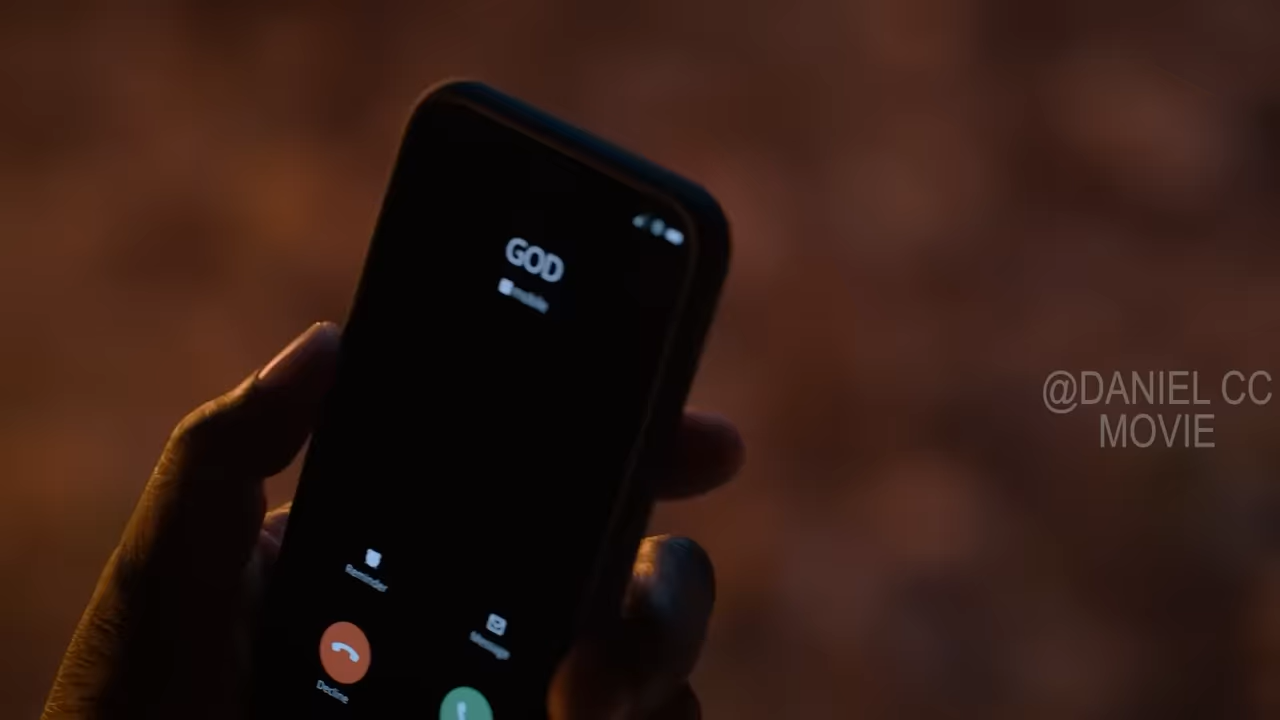 GOD
mobile
Reminder
Message
Decline
@DANIEL CC
MOVIE